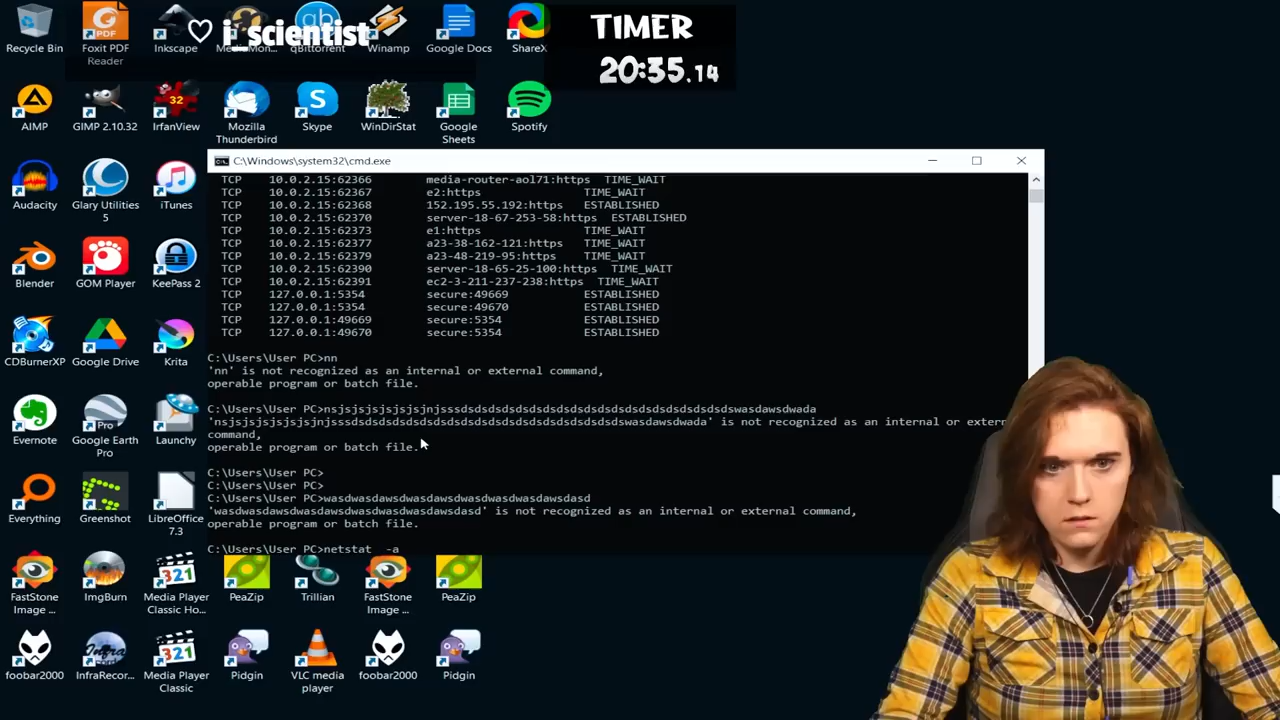 Recycle Bin
Foxit PDF
Reader
Inkscape
♡ i_scientist
qBittorrent
Winamp
Google Docs
ShareX
TIMER
20:35.14
AIMP
GIMP 2.10.32
IrfanView
Mozilla
Thunderbird
Skype
WinDirStat
Google
Sheets
Spotify
Audacity
Glary Utilities
5
iTunes
Blender
GOM Player
KeePass 2
CDBurnerXP
Google Drive
Krita
Evernote
Google Earth
Pro
Launchy
Everything
Greenshot
LibreOffice
7.3
C:\Windows\system32\cmd.exe
TCP 10.0.2.15:62366 media-router-aol71:https TIME_WAIT
TCP 10.0.2.15:62367 e2:https TIME_WAIT
TCP 10.0.2.15:62368 152.195.55.192:https ESTABLISHED
TCP 10.0.2.15:62370 server-18-67-253-58:https ESTABLISHED
TCP 10.0.2.15:62373 e1:https TIME_WAIT
TCP 10.0.2.15:62377 a23-38-162-121:https TIME_WAIT
TCP 10.0.2.15:62379 a23-48-219-95:https TIME_WAIT
TCP 10.0.2.15:62390 server-18-65-25-100:https TIME_WAIT
TCP 10.0.2.15:62391 ec2-3-211-237-238:https TIME_WAIT
TCP 127.0.0.1:5354 secure:49669 ESTABLISHED
TCP 127.0.0.1:5354 secure:49670 ESTABLISHED
TCP 127.0.0.1:49669 secure:5354 ESTABLISHED
TCP 127.0.0.1:49670 secure:5354 ESTABLISHED
C:\Users\User PC>nn
'nn' is not recognized as an internal or external command,
operable program or batch file.
C:\Users\User PC>nsjsjsjsjsjsjsjnjsssdsdsdsdsdsdsdsdsdsdsdsdsdsdsdsdsdsdsdsdswasdawsdwada
'nsjsjsjsjsjsjsjnjsssdsdsdsdsdsdsdsdsdsdsdsdsdsdsdsdsdsdsdsdswasdawsdwada' is not recognized as an internal or extern
command,
operable program or batch file.
C:\Users\User PC>
C:\Users\User PC>
C:\Users\User PC>wasdwasdawsdwasdawsdwasdwasdwasdawsdasd
'wasdwasdawsdwasdawsdwasdwasdwasdawsdasd' is not recognized as an internal or external command,
operable program or batch file.
C:\Users\User PC>netstat -a
FastStone
Image ...
ImgBurn
Media Player
Classic Ho...
PeaZip
Trillian
FastStone
Image ...
PeaZip
foobar2000
InfraRecor...
Media Player
Classic
Pidgin
VLC media
player
foobar2000
Pidgin